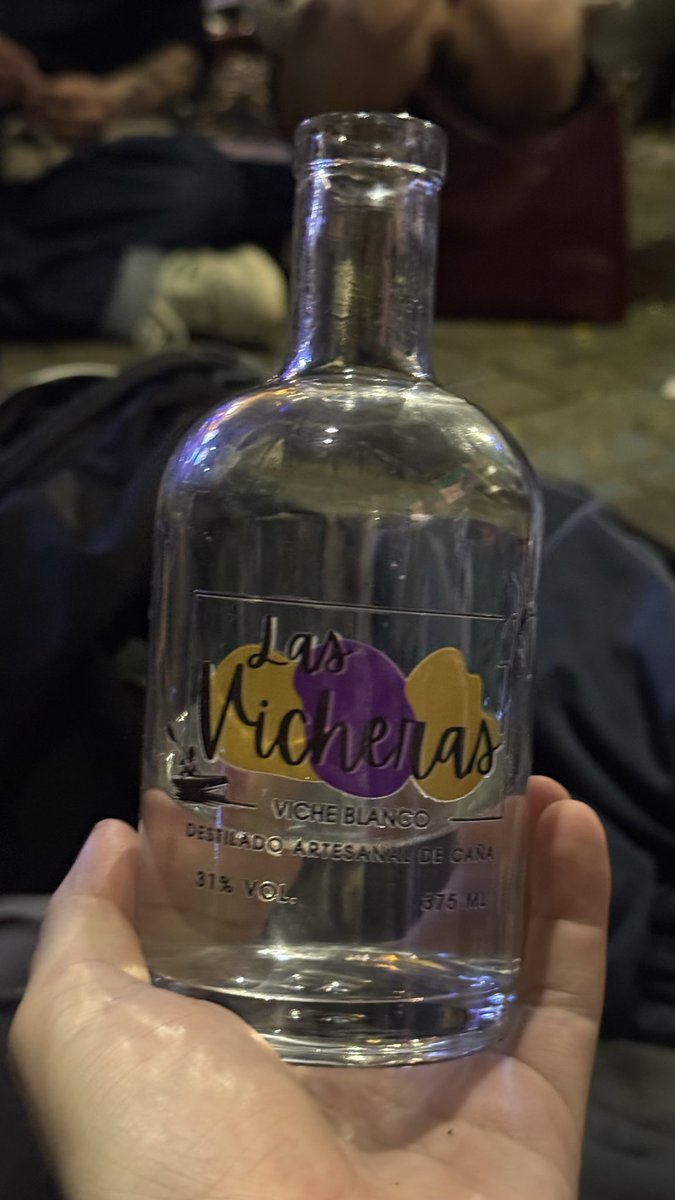 Las
Vicheras
VICHE BLANCO
DESTILADO ARTESANAL DE CAÑA
31% VOL.
375 ML